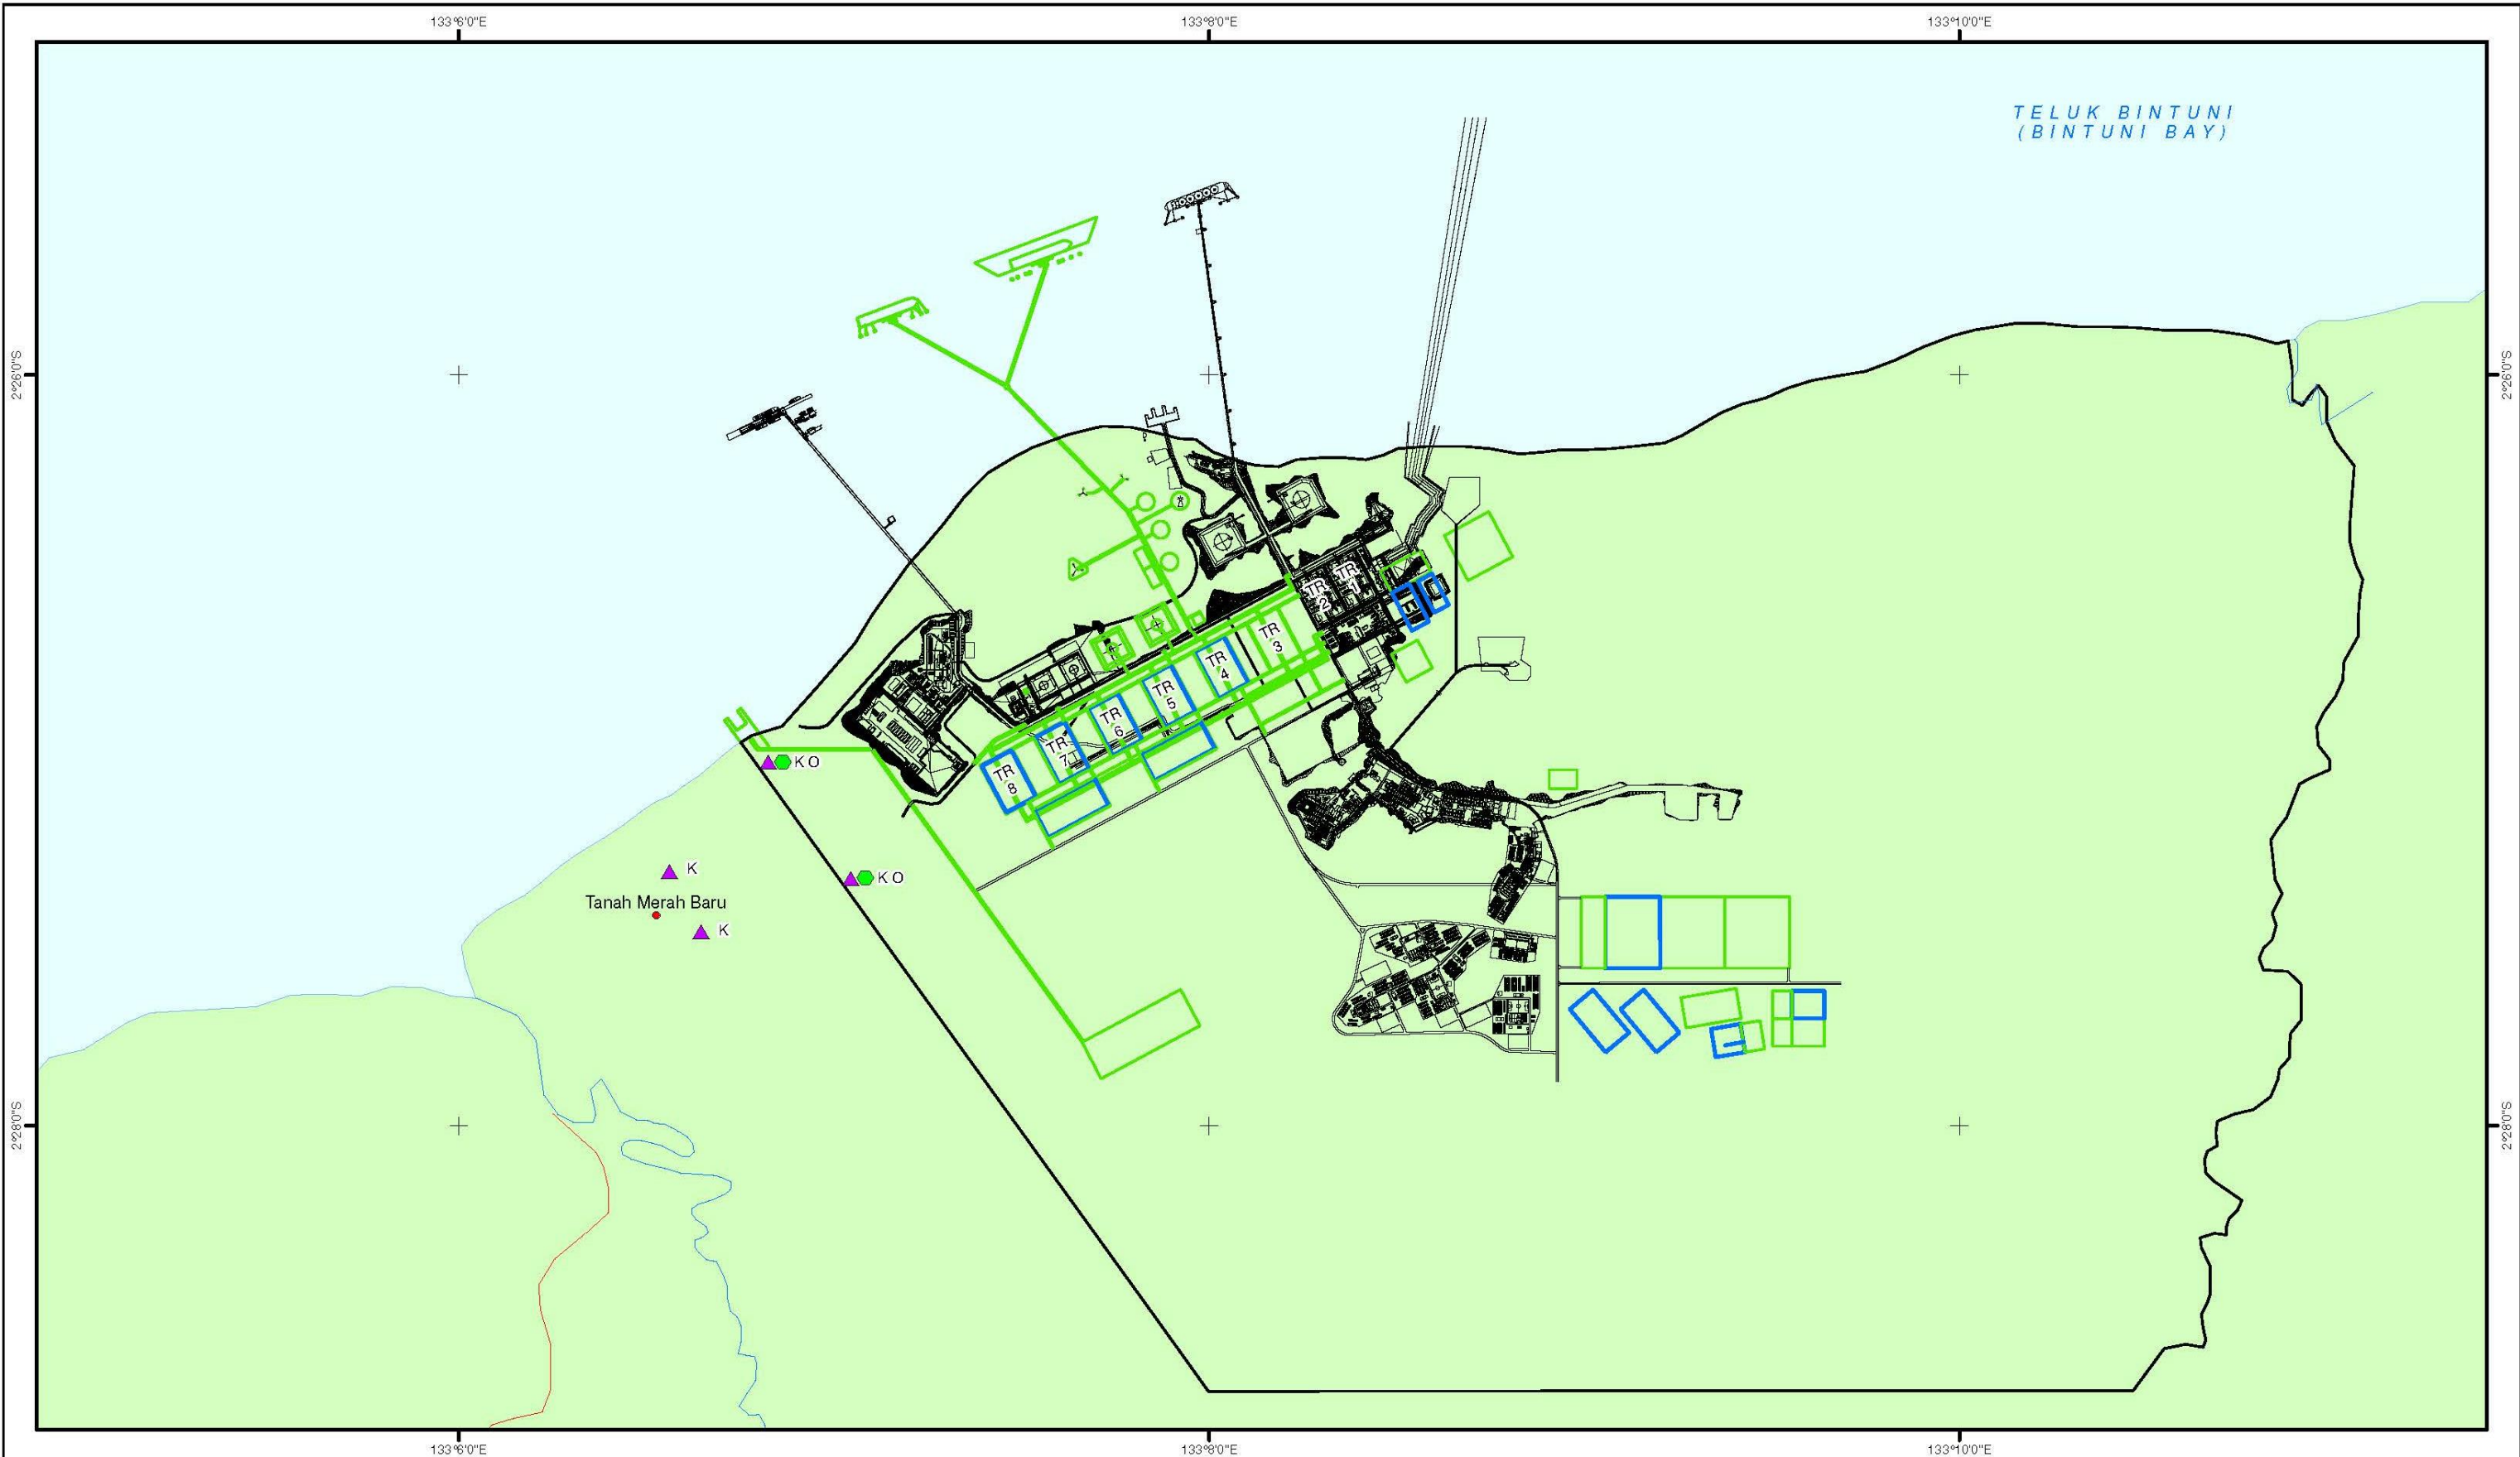 133°6'0"E
133°8'0"E
133°10'0"E
TELUK BINTUNI
(BINTUNI BAY)
2°26'0"S
2°26'0"S
TR
1
TR
2
TR
3
TR
4
TR
5
TR
6
TR
7
TR
8
K O
K
K O
Tanah Merah Baru
K
2°28'0"S
2°28'0"S
133°6'0"E
133°8'0"E
133°10'0"E